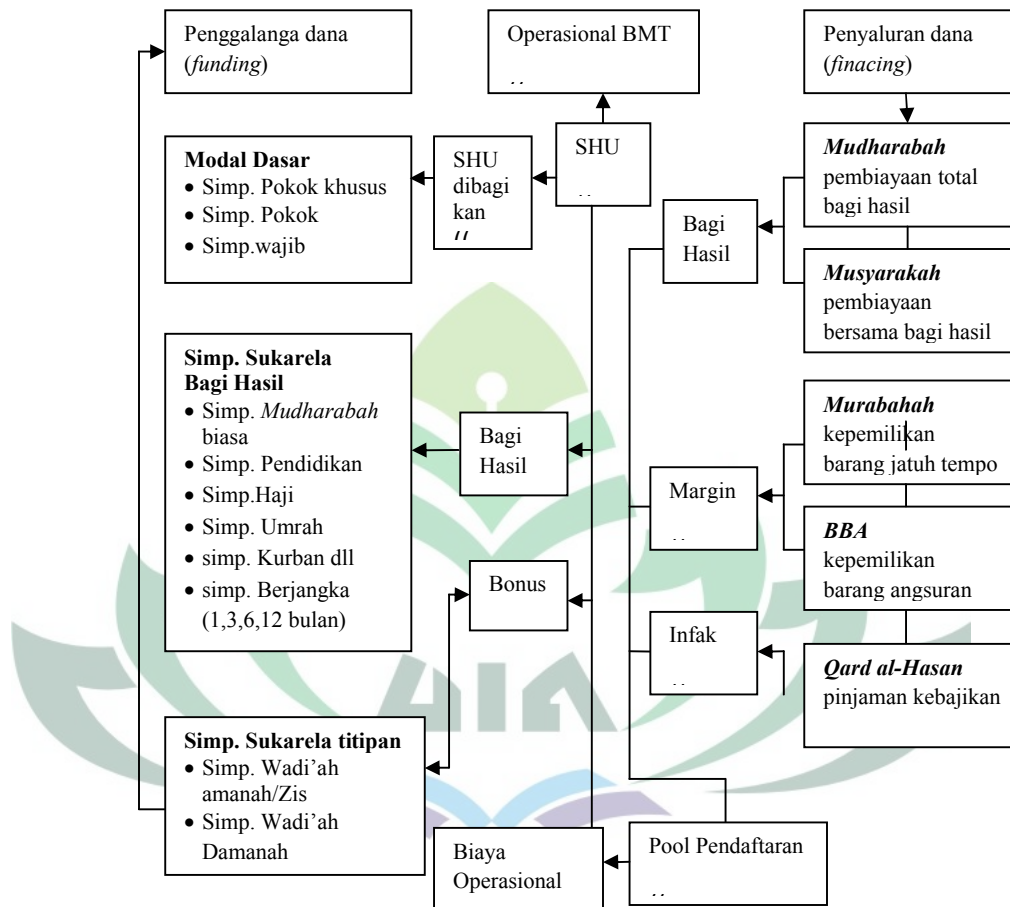 Penggalanga dana
(funding)
Operasional BMT
Penyaluran dana
(finacing)
Modal Dasar
• Simp. Pokok khusus
• Simp. Pokok
• Simp.wajib
SHU
dibagi
kan
SHU
Mudharabah
pembiayaan total
bagi hasil
Bagi
Hasil
Musyarakah
pembiayaan
bersama bagi hasil
Simp. Sukarela
Bagi Hasil
• Simp. Mudharabah
biasa
• Simp. Pendidikan
• Simp.Haji
• Simp. Umrah
• simp. Kurban dll
• simp. Berjangka
(1,3,6,12 bulan)
Bagi
Hasil
Bonus
Murabahah
kepemilikan
barang jatuh tempo
Margin
BBA
kepemilikan
barang angsuran
Infak
Qard al-Hasan
pinjaman kebajikan
UIN
Simp. Sukarela titipan
• Simp. Wadi’ah
amanah/Zis
• Simp. Wadi’ah
Damanah
Biaya
Operasional
Pool Pendaftaran